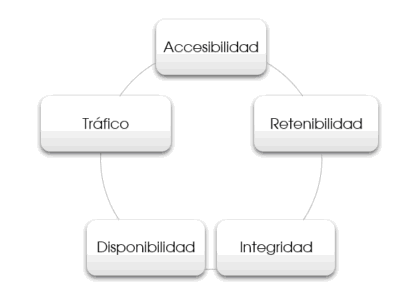 Accesibilidad
Tráfico
Retenibilidad
Disponibilidad
Integridad